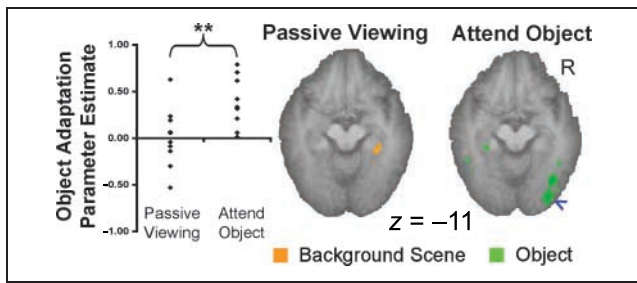 **
Object Adaptation
Parameter Estimate
1.00
0.50
0.00
-0.50
-1.00
Passive
Viewing
Attend
Object
Passive Viewing
Attend Object
R
z = –11
Background Scene
Object